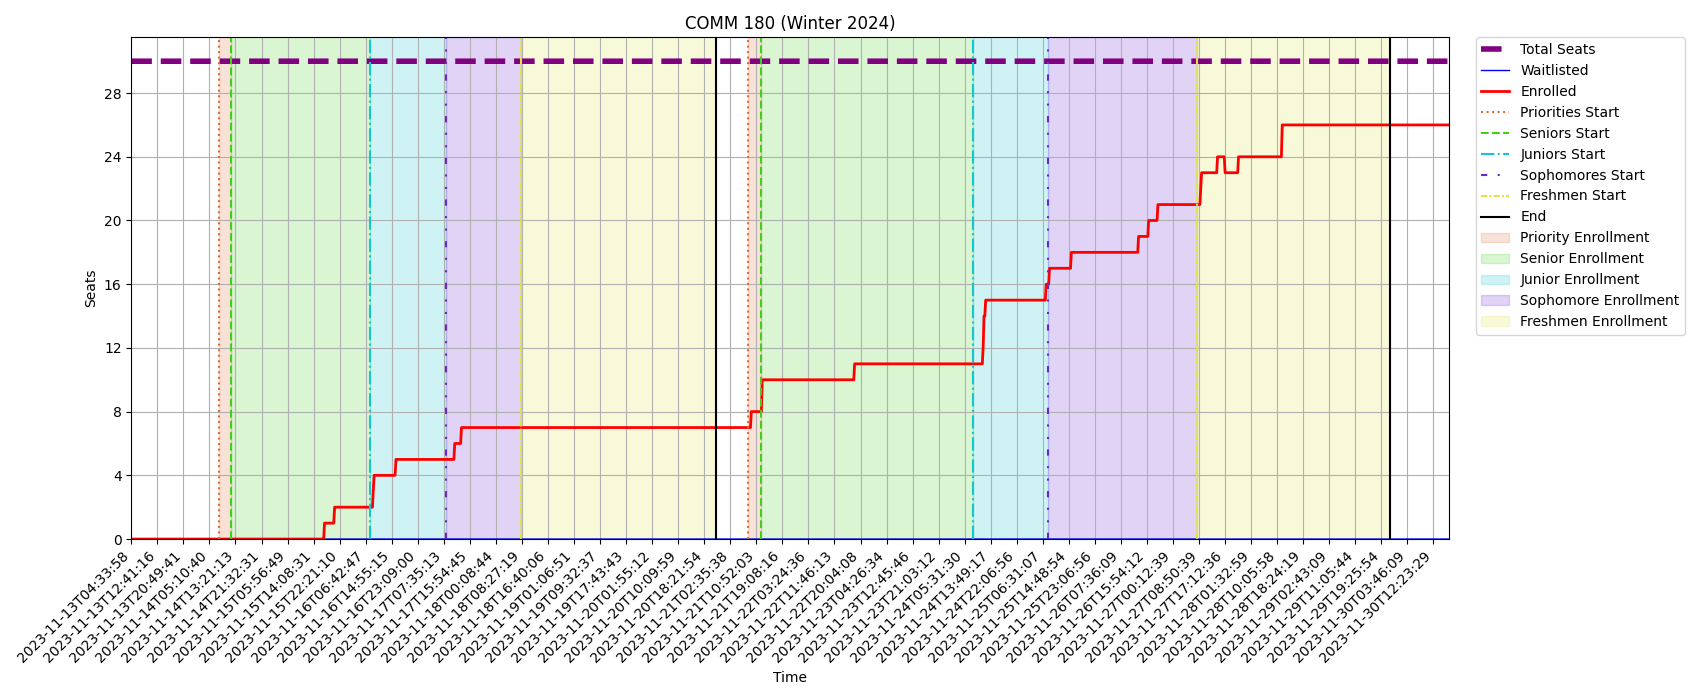 COMM 180 (Winter 2024)
Seats
28
24
20
16
12
8
4
0
2023-11-13T04:33:58
2023-11-13T12:41:16
2023-11-13T20:49:41
2023-11-14T05:10:40
2023-11-14T13:21:13
2023-11-14T21:32:31
2023-11-15T05:56:49
2023-11-15T14:08:31
2023-11-15T22:21:10
2023-11-16T06:42:47
2023-11-16T14:55:15
2023-11-16T23:09:00
2023-11-17T07:35:13
2023-11-17T15:54:45
2023-11-18T00:08:44
2023-11-18T08:27:19
2023-11-18T16:40:06
2023-11-19T01:06:51
2023-11-19T09:32:37
2023-11-19T17:43:43
2023-11-20T01:55:12
2023-11-20T10:09:59
2023-11-20T18:21:54
2023-11-21T02:35:38
2023-11-21T10:52:03
2023-11-21T19:08:16
2023-11-22T03:24:36
2023-11-22T11:46:13
2023-11-22T20:04:08
2023-11-23T04:26:34
2023-11-23T12:45:46
2023-11-23T21:03:12
2023-11-24T05:31:30
2023-11-24T13:49:17
2023-11-24T22:06:56
2023-11-25T06:31:07
2023-11-25T14:48:54
2023-11-25T23:06:56
2023-11-26T07:36:09
2023-11-26T15:54:12
2023-11-27T00:12:39
2023-11-27T08:50:39
2023-11-27T17:12:36
2023-11-28T01:32:59
2023-11-28T10:05:58
2023-11-28T18:24:19
2023-11-29T02:43:09
2023-11-29T11:05:44
2023-11-29T19:25:54
2023-11-30T03:46:09
2023-11-30T12:23:29
Time
Total Seats
Waitlisted
Enrolled
Priorities Start
Seniors Start
Juniors Start
Sophomores Start
Freshmen Start
End
Priority Enrollment
Senior Enrollment
Junior Enrollment
Sophomore Enrollment
Freshmen Enrollment